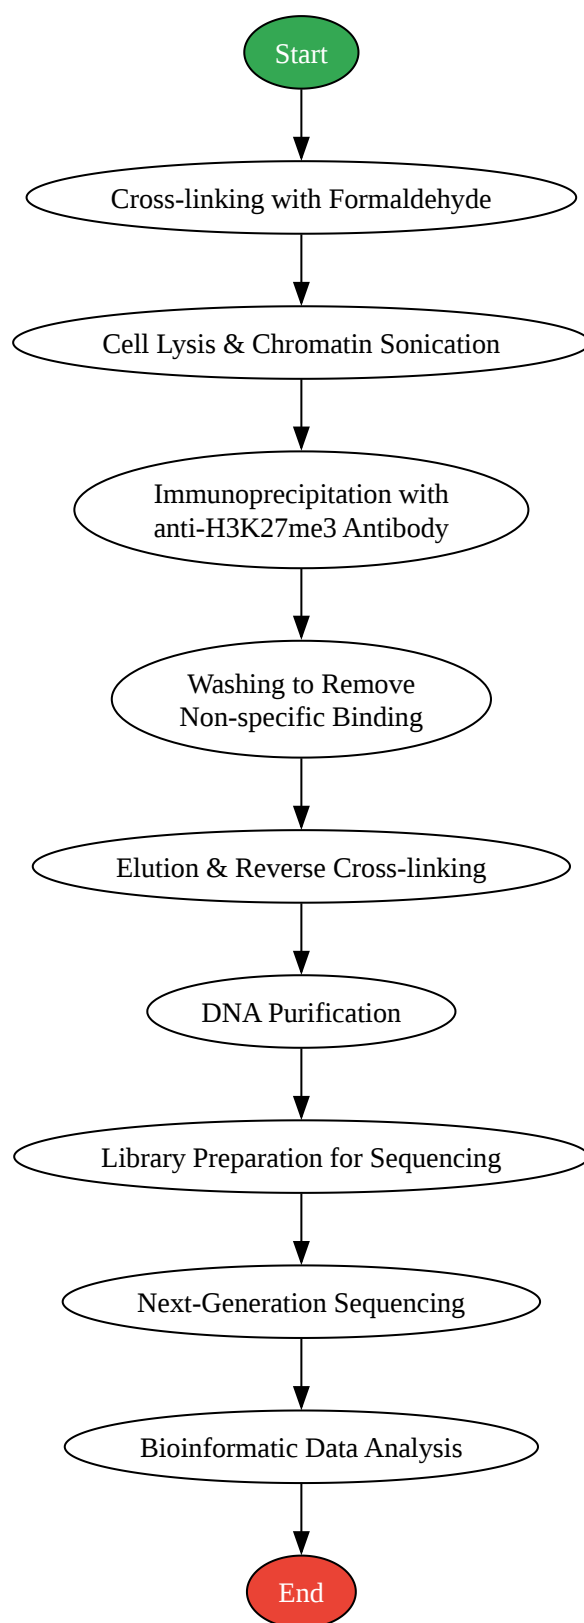 Start
Cross-linking with Formaldehyde
Cell Lysis & Chromatin Sonication
Immunoprecipitation with
anti-H3K27me3 Antibody
Washing to Remove
Non-specific Binding
Elution & Reverse Cross-linking
DNA Purification
Library Preparation for Sequencing
Next-Generation Sequencing
Bioinformatic Data Analysis
End